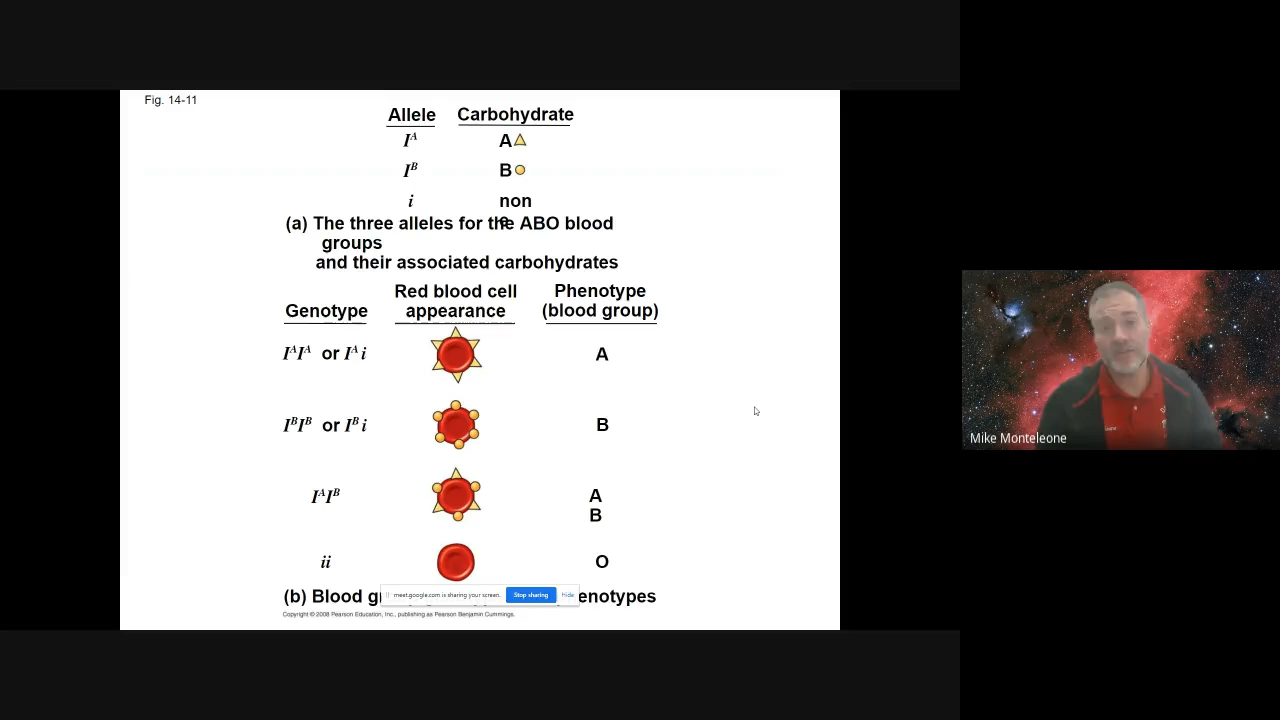 Fig. 14-11
Allele Carbohydrate
Iᴬ A
Iᴮ B
i non
e
(a) The three alleles for the ABO blood
groups
and their associated carbohydrates
Genotype Red blood cell appearance Phenotype (blood group)
IᴬIᴬ or Iᴬi A
IᴮIᴮ or Iᴮi B
IᴬIᴮ A
B
ii O
(b) Blood
meet.google.com is sharing your screen. Stop sharing Hide
Copyright © 2008 Pearson Education, Inc., publishing as Pearson Benjamin Cummings.
Mike Monteleone